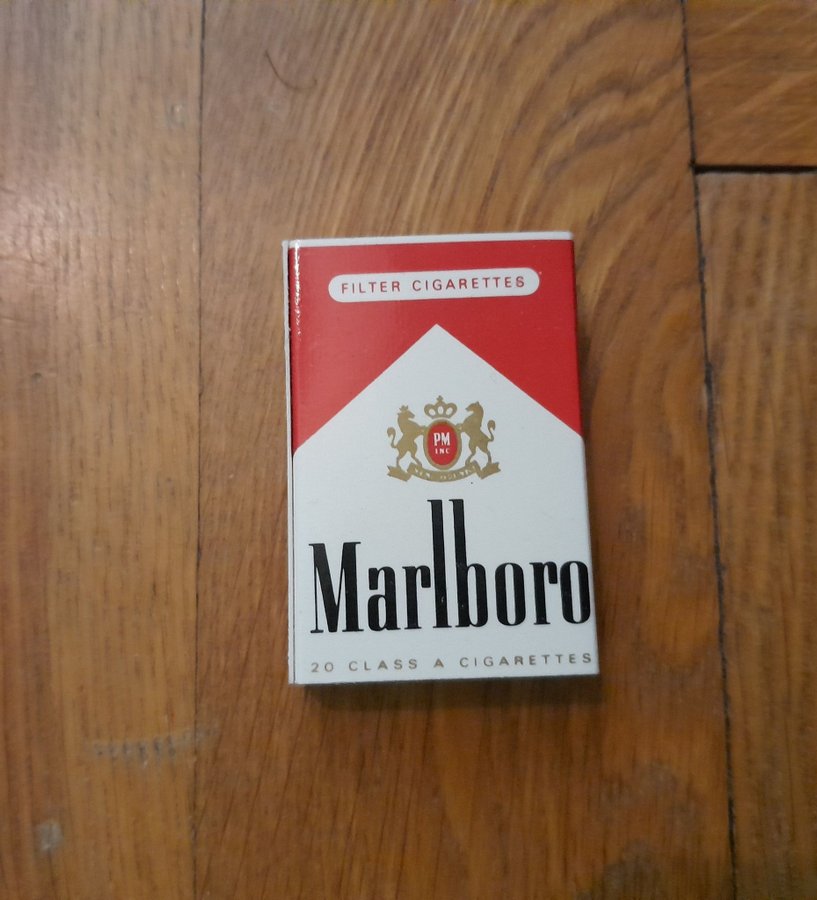 FILTER CIGARETTES
PM
INC
Marlboro
20 CLASS A CIGARETTES